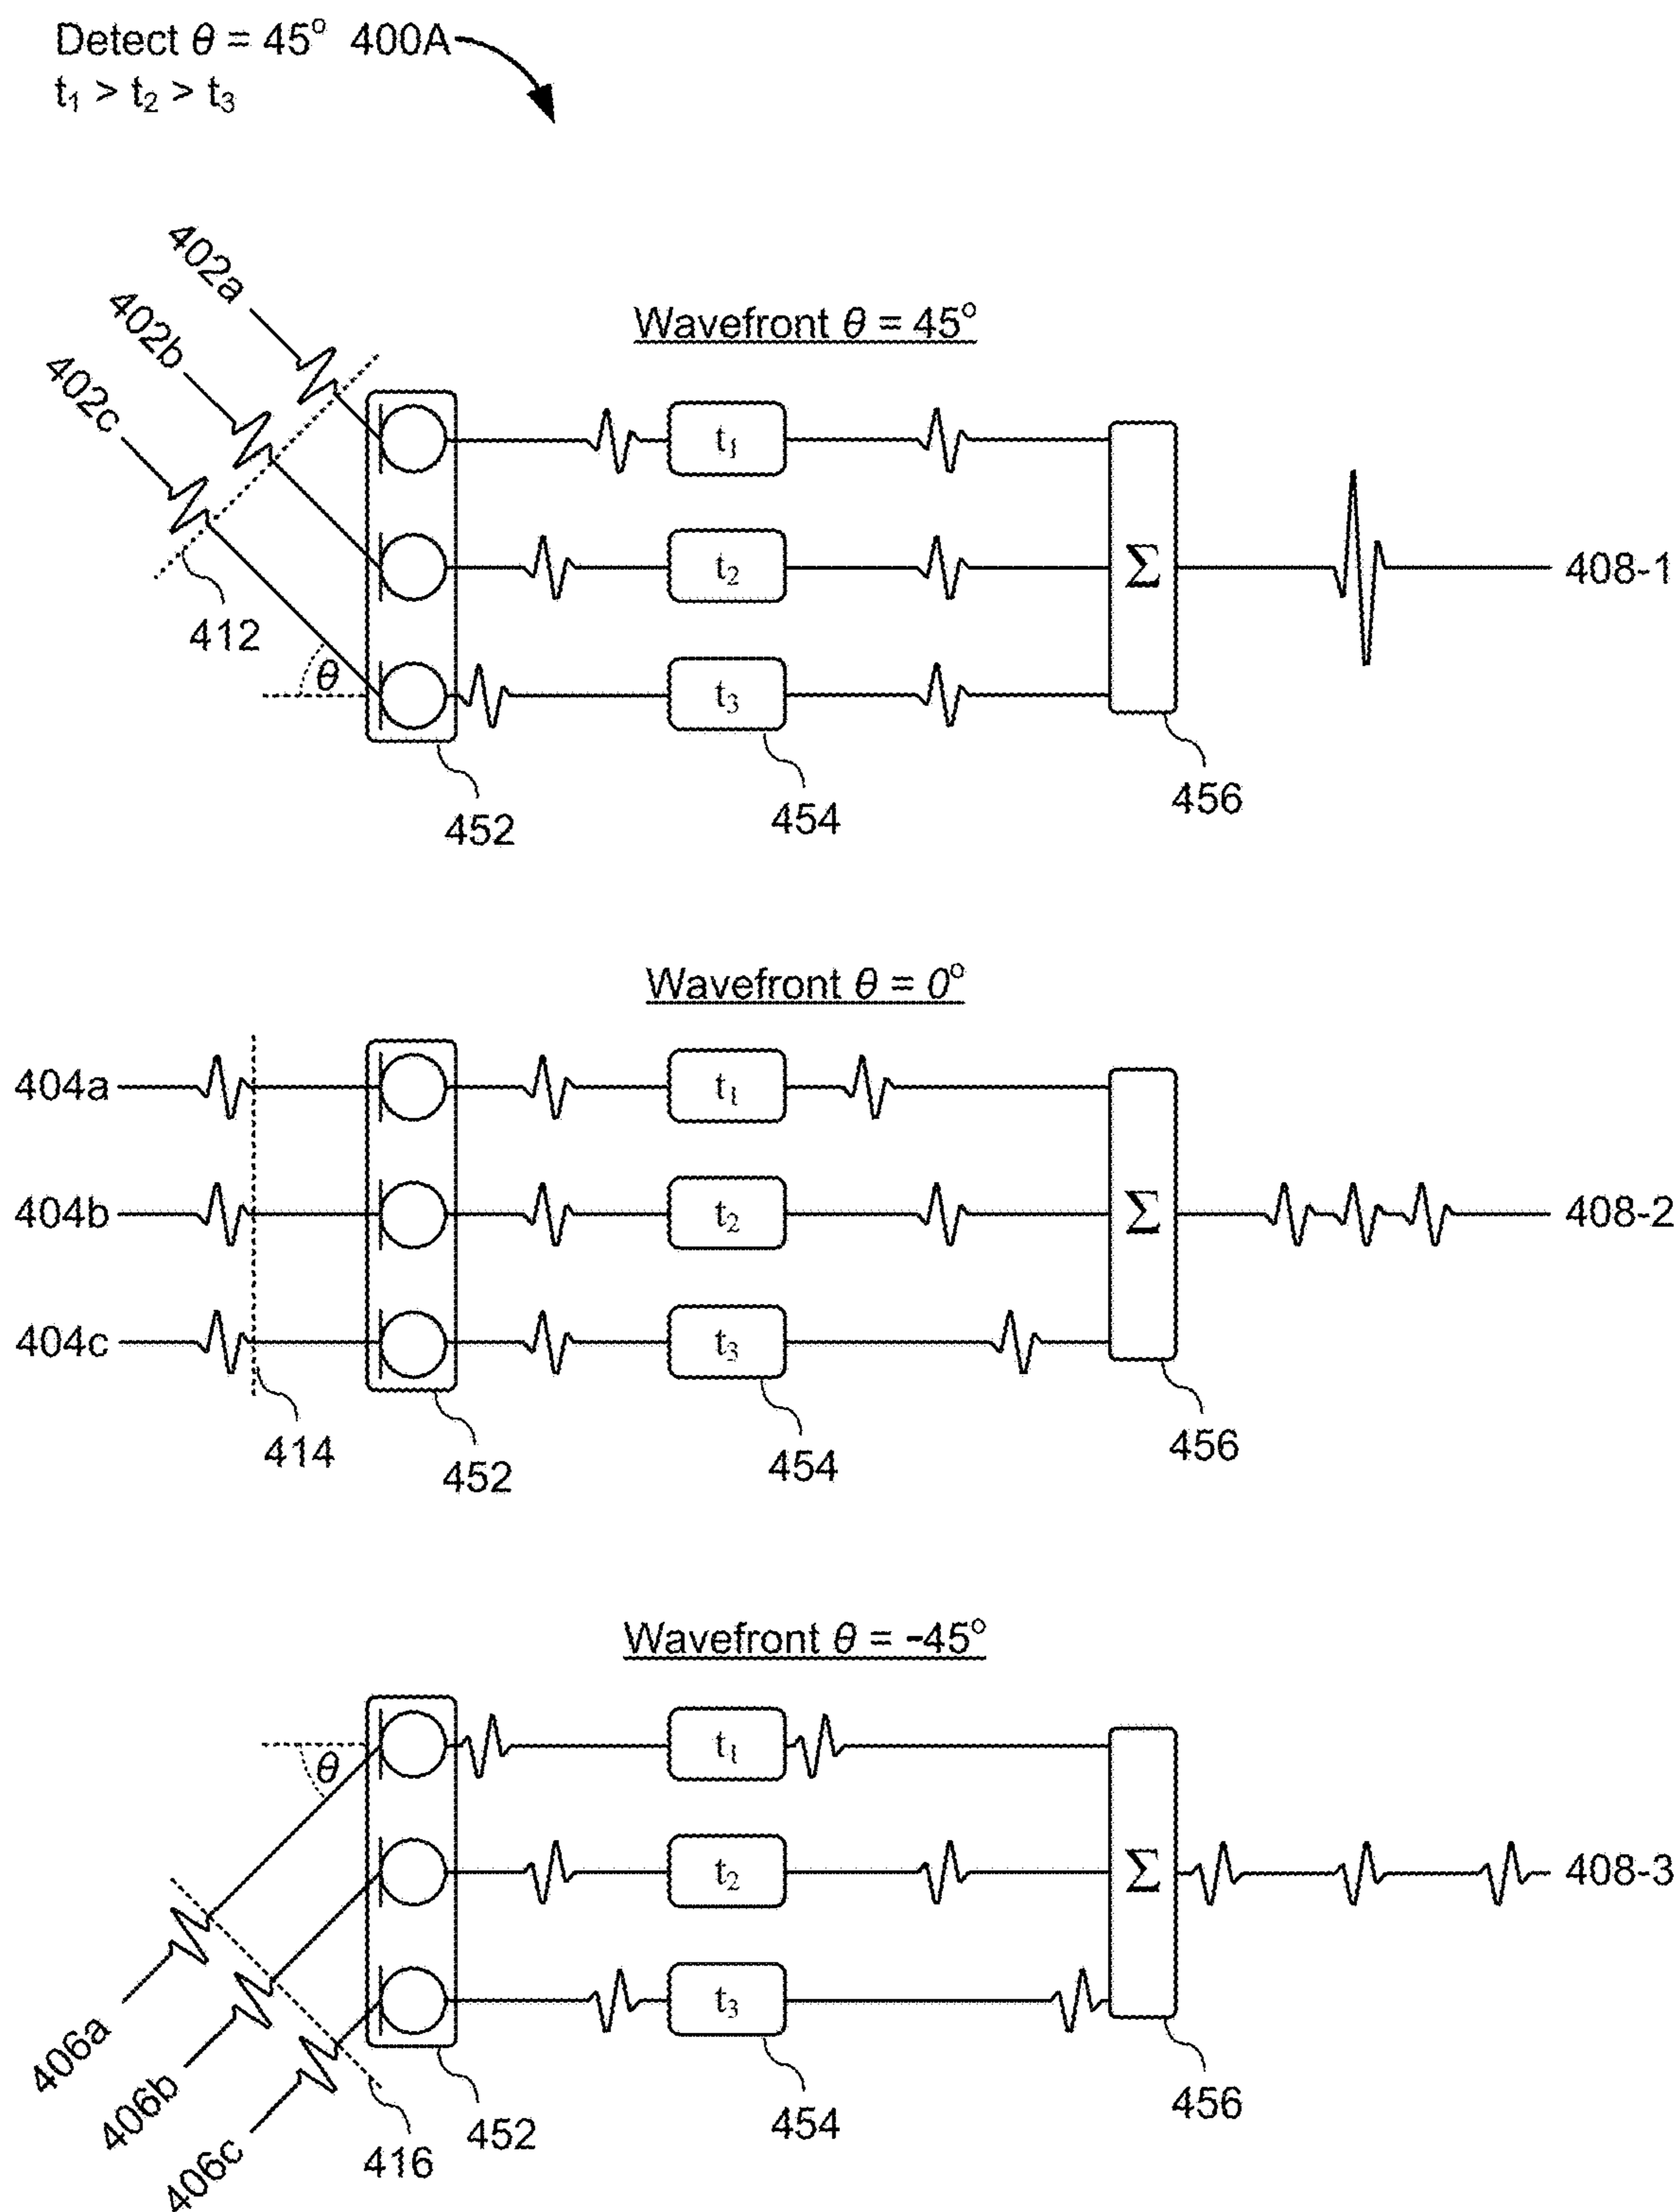 Detect θ = 45° 400A
t₁ > t₂ > t₃
402a
402b
402c
Wavefront θ = 45°
t₁
t₂
t₃
Σ
408-1
412
θ
452
454
456
Wavefront θ = 0°
404a
404b
404c
t₁
t₂
t₃
Σ
408-2
414
452
454
456
Wavefront θ = -45°
θ
t₁
t₂
t₃
Σ
408-3
406a
406b
406c
416
452
454
456